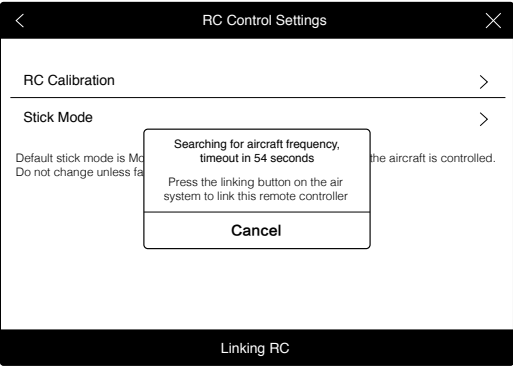 RC Control Settings
RC Calibration
Stick Mode
Default stick mode is Mo
Do not change unless fa
the aircraft is controlled.
Searching for aircraft frequency,
timeout in 54 seconds
Press the linking button on the air
system to link this remote controller
Cancel
Linking RC